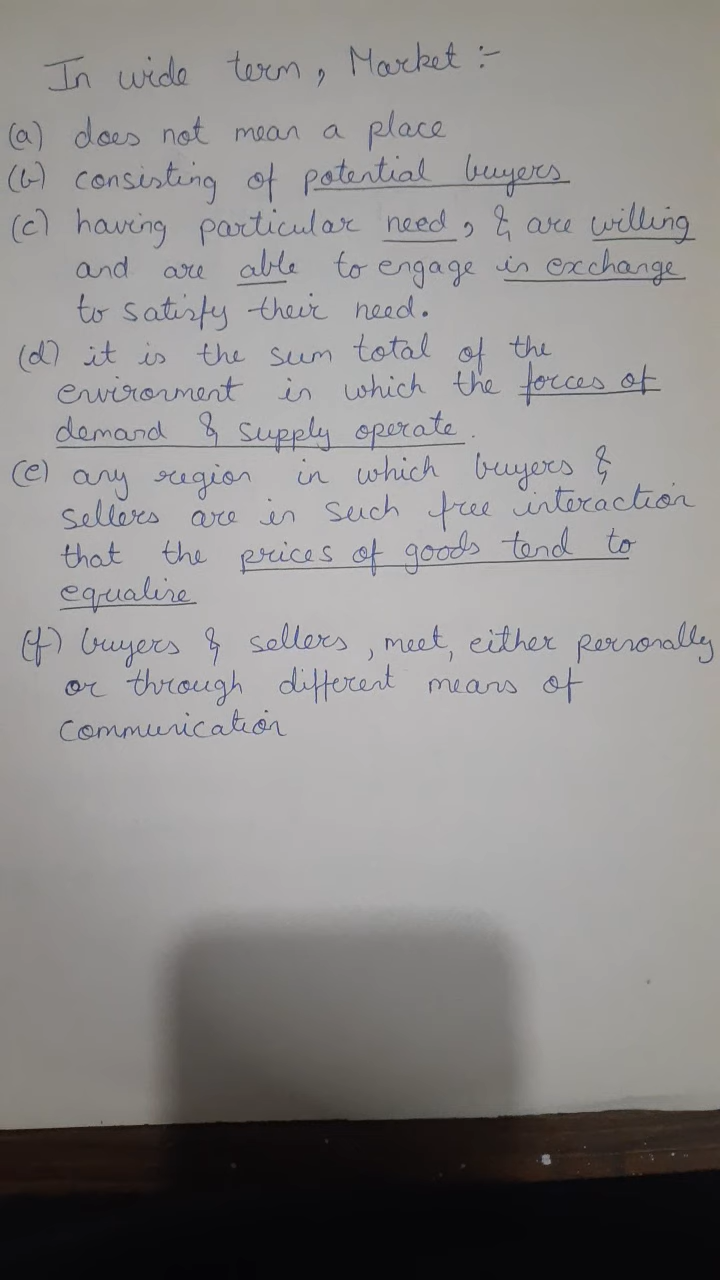 In wide term, Market :-
(a) does not mean a place
(b) consisting of potential buyers
(c) having particular need, & are willing
and are able to engage in exchange
to satisfy their need.
(d) it is the sum total of the
environment in which the forces of
demand & supply operate.
(e) any region in which buyers &
sellers are in such free interaction
that the prices of goods tend to
equalize
(f) buyers & sellers, meet, either personally
or through different means of
communication